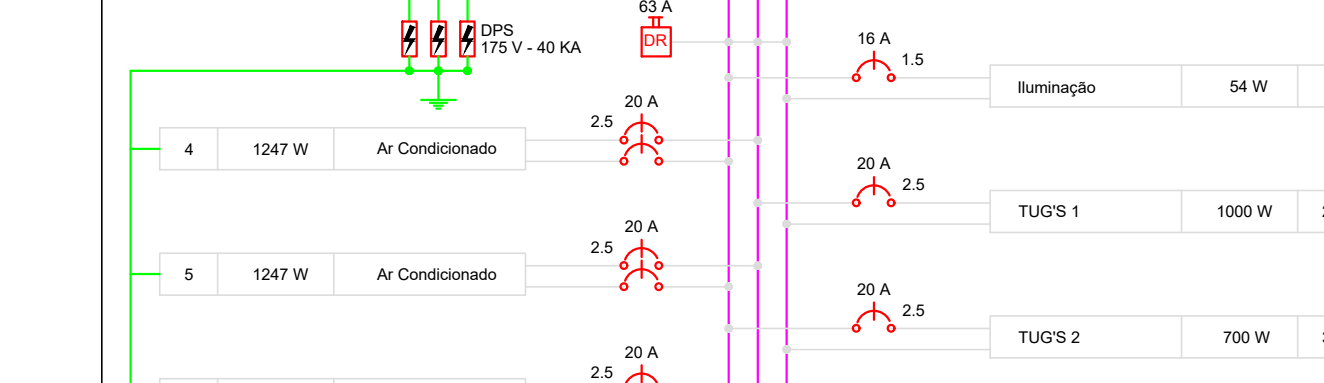 63 A
DPS
175 V - 40 KA
DR
16 A
1.5
Iluminação
54 W
20 A
2.5
4
1247 W
Ar Condicionado
20 A
2.5
TUG'S 1
1000 W
20 A
2.5
5
1247 W
Ar Condicionado
20 A
2.5
TUG'S 2
700 W
20 A
2.5